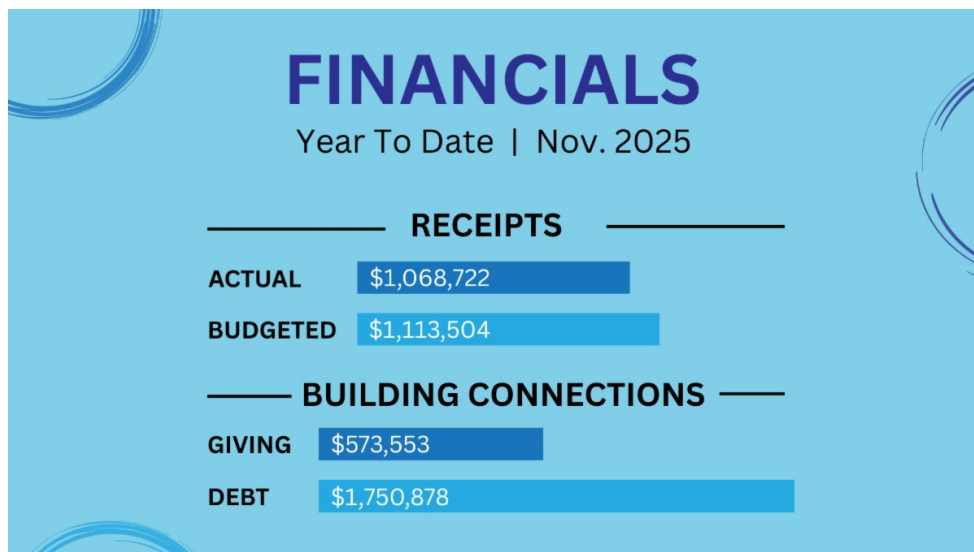 FINANCIALS
Year To Date | Nov. 2025
RECEIPTS
ACTUAL $1,068,722
BUDGETED $1,113,504
BUILDING CONNECTIONS
GIVING $573,553
DEBT $1,750,878